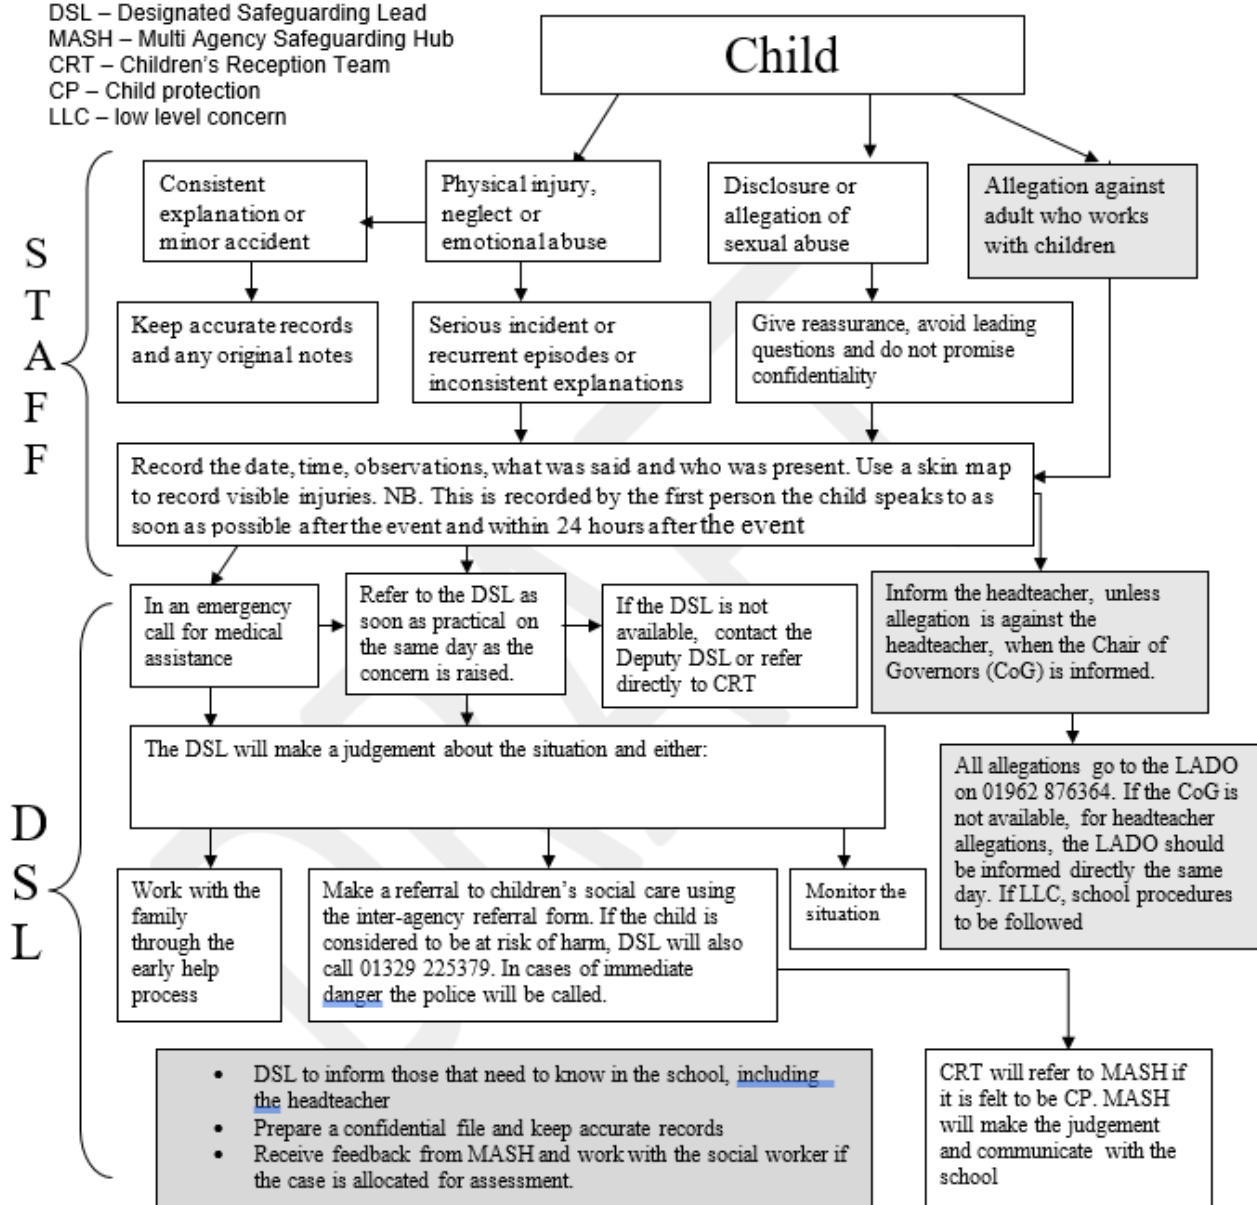 DSL – Designated Safeguarding Lead
MASH – Multi Agency Safeguarding Hub
CRT – Children's Reception Team
CP – Child protection
LLC – low level concern
Child
S
T
A
F
F
Consistent
explanation or
minor accident
Physical injury,
neglect or
emotional abuse
Disclosure or
allegation of
sexual abuse
Allegation against
adult who works
with children
Keep accurate records
and any original notes
Serious incident or
recurrent episodes or
inconsistent explanations
Give reassurance, avoid leading
questions and do not promise
confidentiality
Record the date, time, observations, what was said and who was present. Use a skin map
to record visible injuries. NB. This is recorded by the first person the child speaks to as
soon as possible after the event and within 24 hours after the event
D
S
L
In an emergency
call for medical
assistance
Refer to the DSL as
soon as practical on
the same day as the
concern is raised.
If the DSL is not
available, contact the
Deputy DSL or refer
directly to CRT
Inform the headteacher, unless
allegation is against the
headteacher, when the Chair of
Governors (CoG) is informed.
The DSL will make a judgement about the situation and either:
All allegations go to the LADO
on 01962 876364. If the CoG is
not available, for headteacher
allegations, the LADO should
be informed directly the same
day. If LLC, school procedures
to be followed
Work with the
family
through the
early help
process
Make a referral to children's social care using
the inter-agency referral form. If the child is
considered to be at risk of harm, DSL will also
call 01329 225379. In cases of immediate
danger the police will be called.
Monitor the
situation
• DSL to inform those that need to know in the school, including
the headteacher
• Prepare a confidential file and keep accurate records
• Receive feedback from MASH and work with the social worker if
the case is allocated for assessment.
CRT will refer to MASH if
it is felt to be CP. MASH
will make the judgement
and communicate with the
school
DRAFT